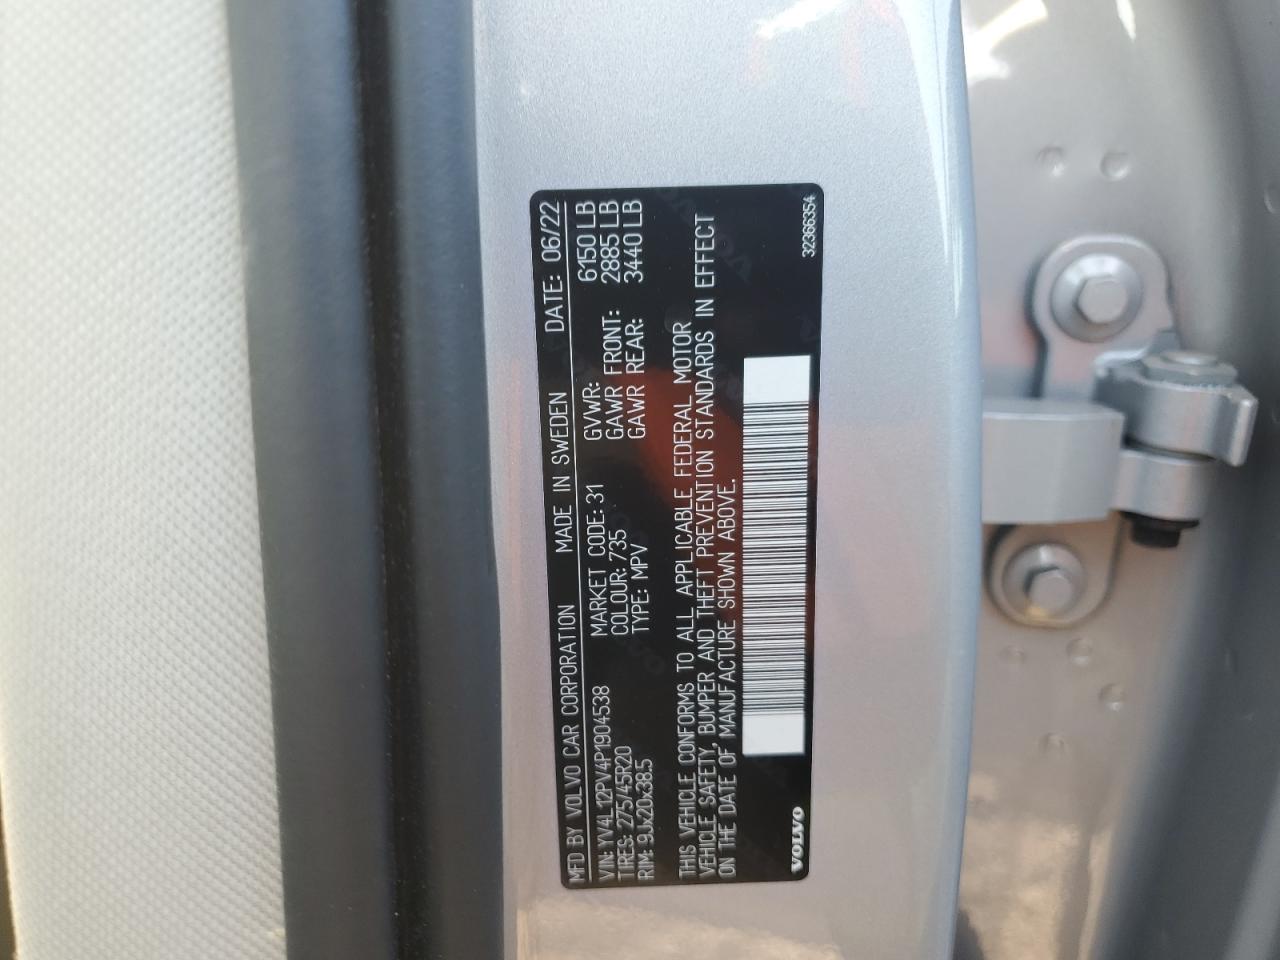 MFD BY VOLVO CAR CORPORATION MADE IN SWEDEN DATE: 06/22
VIN: YV4L12PV4P1904538 MARKET CODE: 31 GVWR: 6150 LB
TIRES: 275/45R20 COLOUR: 735 GAWR FRONT: 2885 LB
RIM: 9Jx20x38.5 TYPE: MPV GAWR REAR: 3440 LB
THIS VEHICLE CONFORMS TO ALL APPLICABLE FEDERAL MOTOR
VEHICLE SAFETY, BUMPER AND THEFT PREVENTION STANDARDS IN EFFECT
ON THE DATE OF MANUFACTURE SHOWN ABOVE.
VOLVO 32366354